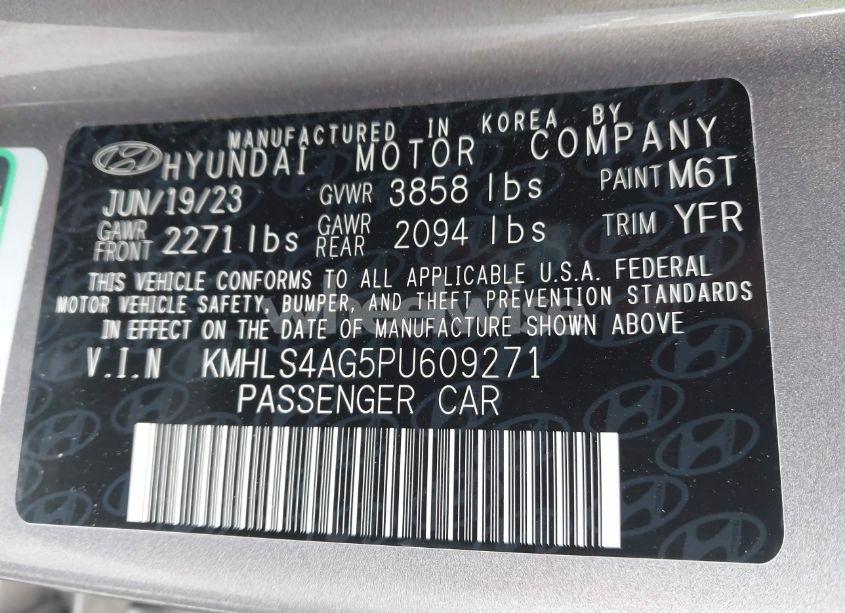 MANUFACTURED IN KOREA BY
HYUNDAI MOTOR COMPANY
JUN/19/23 GVWR 3858 lbs PAINT M6T
GAWR FRONT 2271 lbs GAWR REAR 2094 lbs TRIM YFR
THIS VEHICLE CONFORMS TO ALL APPLICABLE U.S.A. FEDERAL
MOTOR VEHICLE SAFETY, BUMPER, AND THEFT PREVENTION STANDARDS
IN EFFECT ON THE DATE OF MANUFACTURE SHOWN ABOVE
V.I.N KMHLS4AG5PU609271
PASSENGER CAR